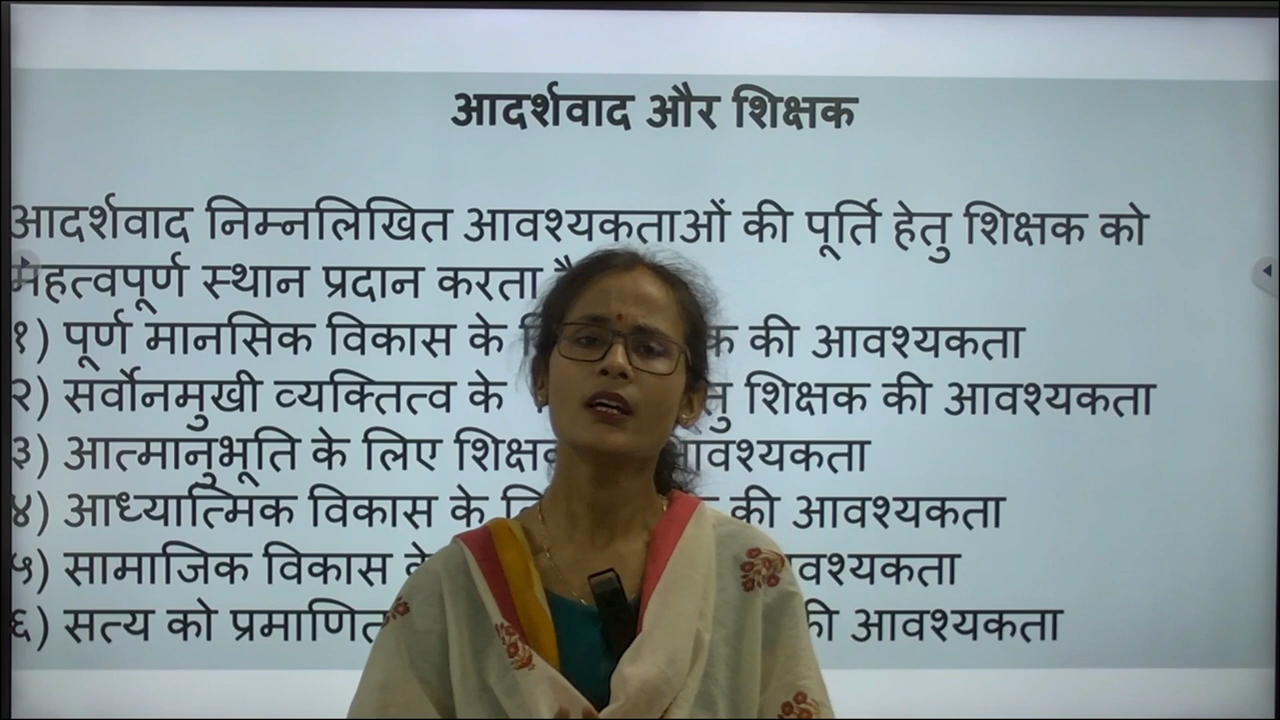 आदर्शवाद और शिक्षक
आदर्शवाद निम्नलिखित आवश्यकताओं की पूर्ति हेतु शिक्षक को
महत्वपूर्ण स्थान प्रदान करता
१) पूर्ण मानसिक विकास के की आवश्यकता
२) सर्वोनमुखी व्यक्तित्व के शिक्षक की आवश्यकता
३) आत्मानुभूति के लिए
४) आध्यात्मिक विकास के की आवश्यकता
५) सामाजिक विकास
६) सत्य को प्रमाणित आवश्यकता